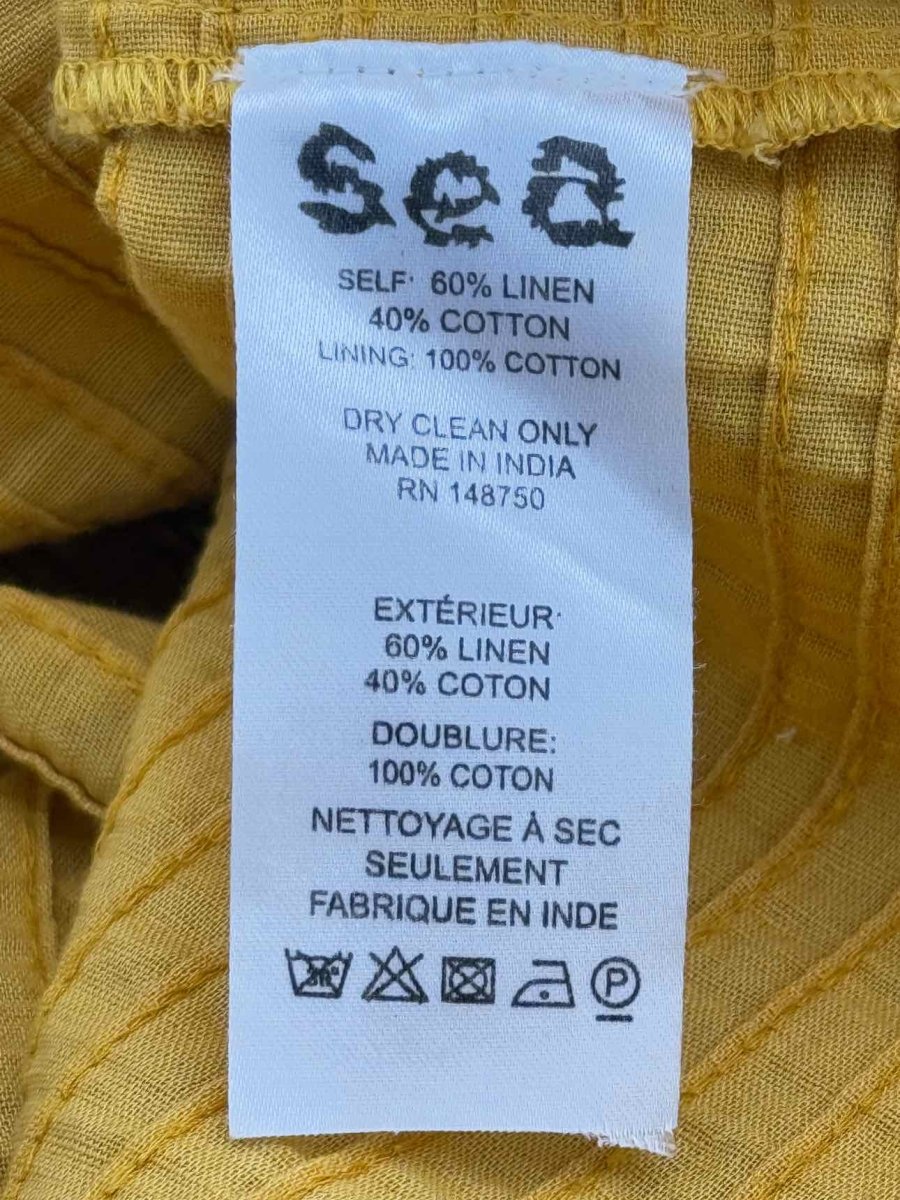 sea
SELF: 60% LINEN
40% COTTON
LINING: 100% COTTON
DRY CLEAN ONLY
MADE IN INDIA
RN 148750
EXTÉRIEUR:
60% LINEN
40% COTON
DOUBLURE:
100% COTON
NETTOYAGE À SEC
SEULEMENT
FABRIQUE EN INDE
30° P